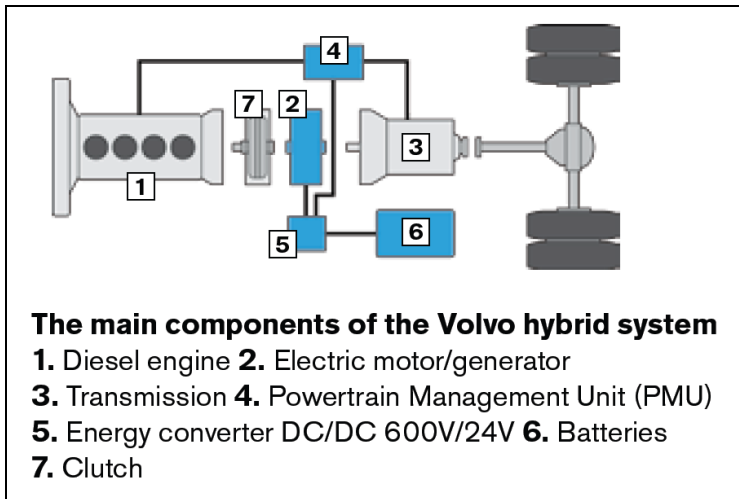 4
7
2
3
1
5
6
The main components of the Volvo hybrid system
1. Diesel engine 2. Electric motor/generator
3. Transmission 4. Powertrain Management Unit (PMU)
5. Energy converter DC/DC 600V/24V 6. Batteries
7. Clutch